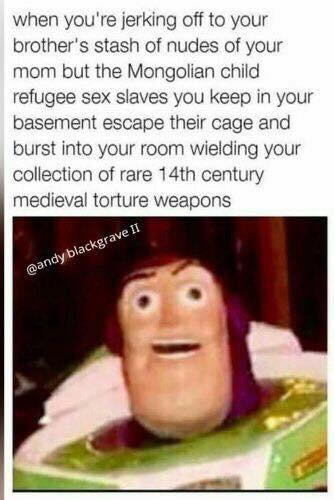 when you're jerking off to your
brother's stash of nudes of your
mom but the Mongolian child
refugee sex slaves you keep in your
basement escape their cage and
burst into your room wielding your
collection of rare 14th century
medieval torture weapons
@andy blackgrave II